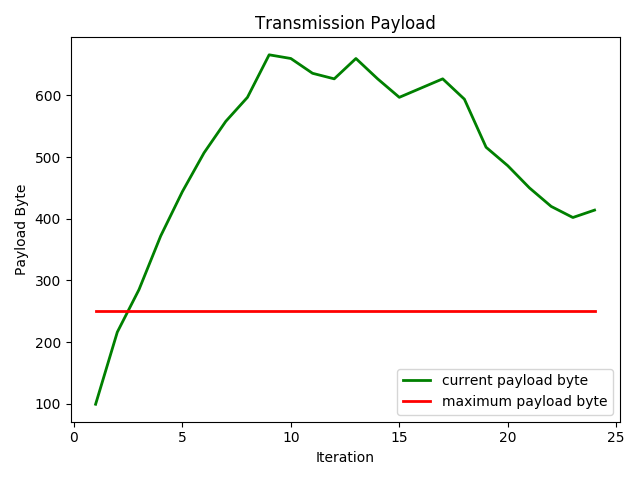 Transmission Payload
Payload Byte
600
500
400
300
200
100
0
5
10
15
20
25
Iteration
current payload byte
maximum payload byte